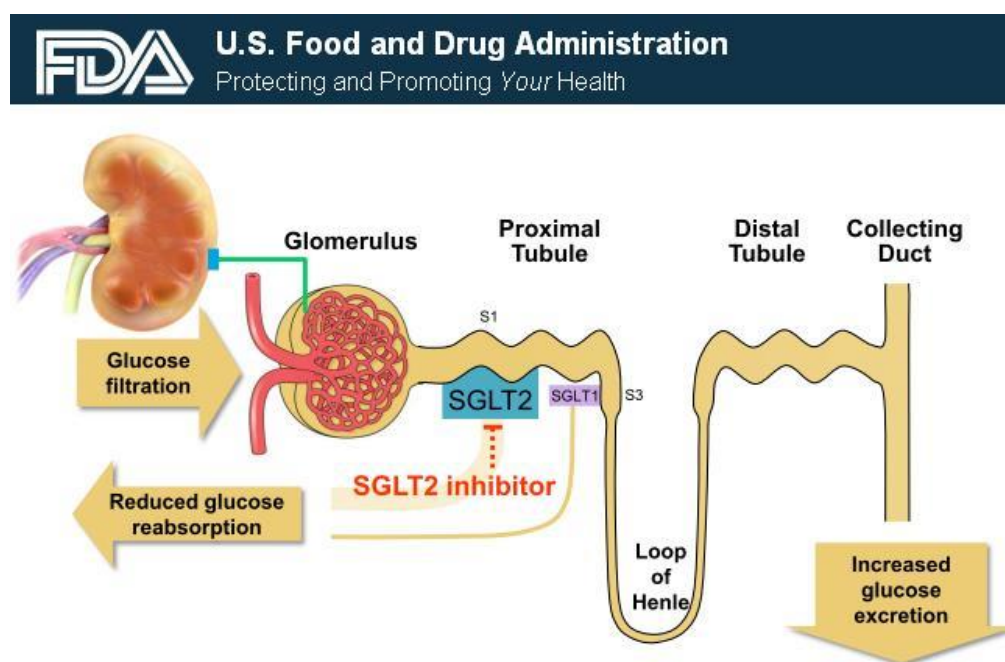 FDA
U.S. Food and Drug Administration
Protecting and Promoting Your Health
Glomerulus
Proximal
Tubule
Distal
Tubule
Collecting
Duct
S1
Glucose
filtration
SGLT2
SGLT1
S3
SGLT2 inhibitor
Reduced glucose
reabsorption
Loop
of
Henle
Increased
glucose
excretion